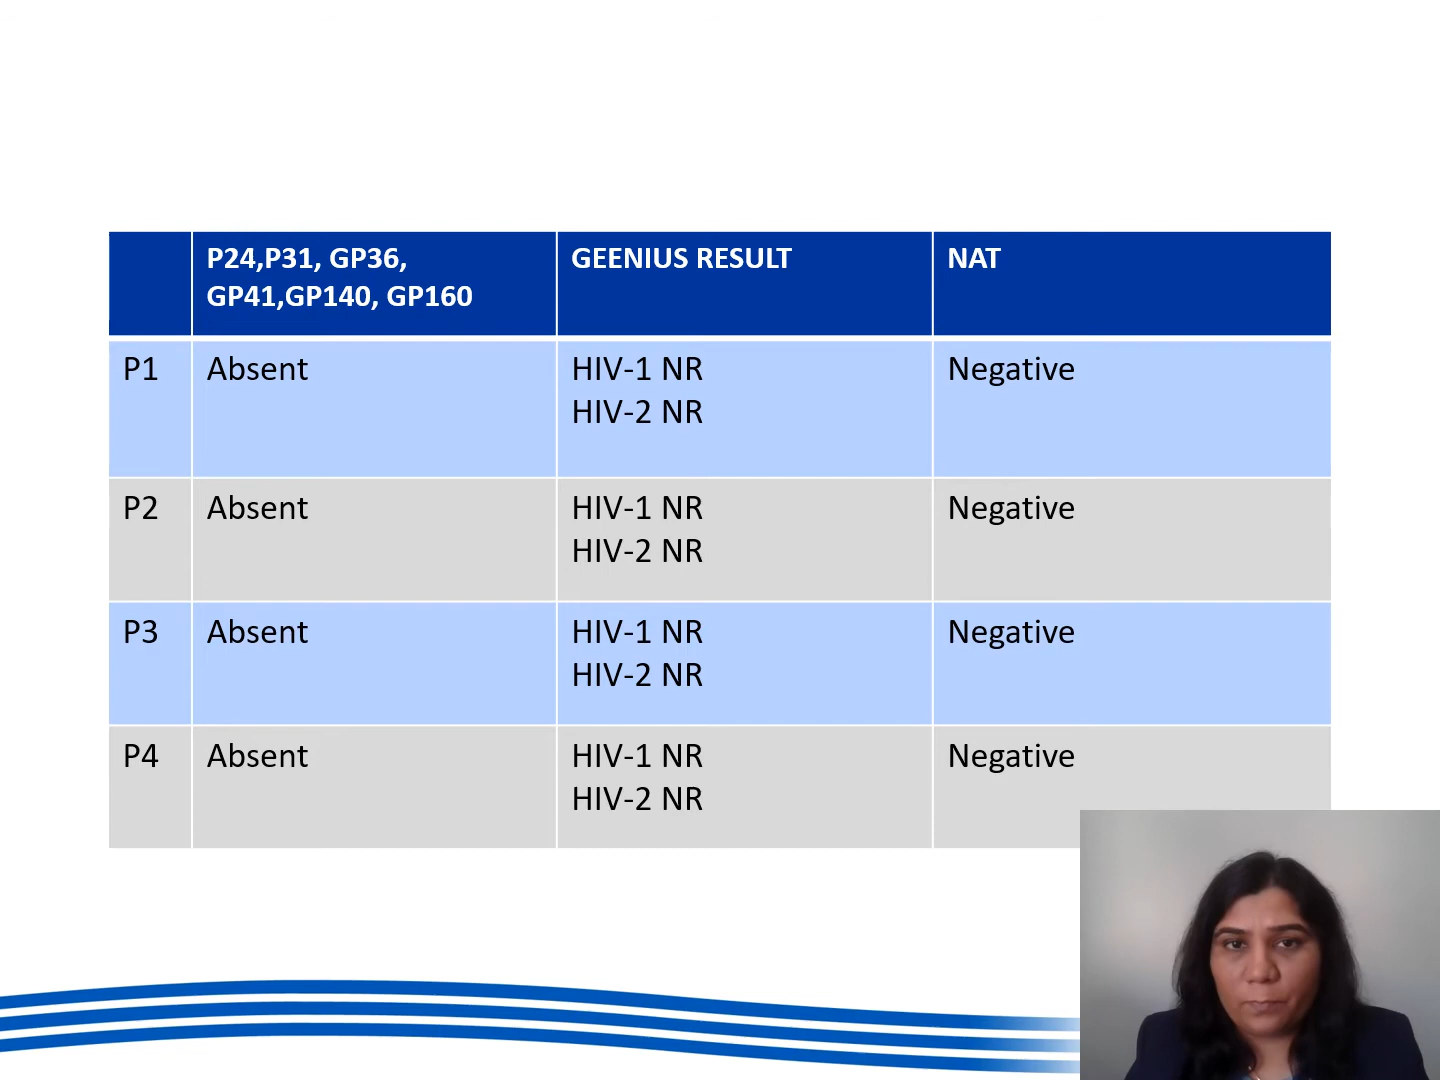 P24,P31, GP36,
GP41,GP140, GP160
GEENIUS RESULT
NAT
P1
Absent
HIV-1 NR
HIV-2 NR
Negative
P2
Absent
HIV-1 NR
HIV-2 NR
Negative
P3
Absent
HIV-1 NR
HIV-2 NR
Negative
P4
Absent
HIV-1 NR
HIV-2 NR
Negative